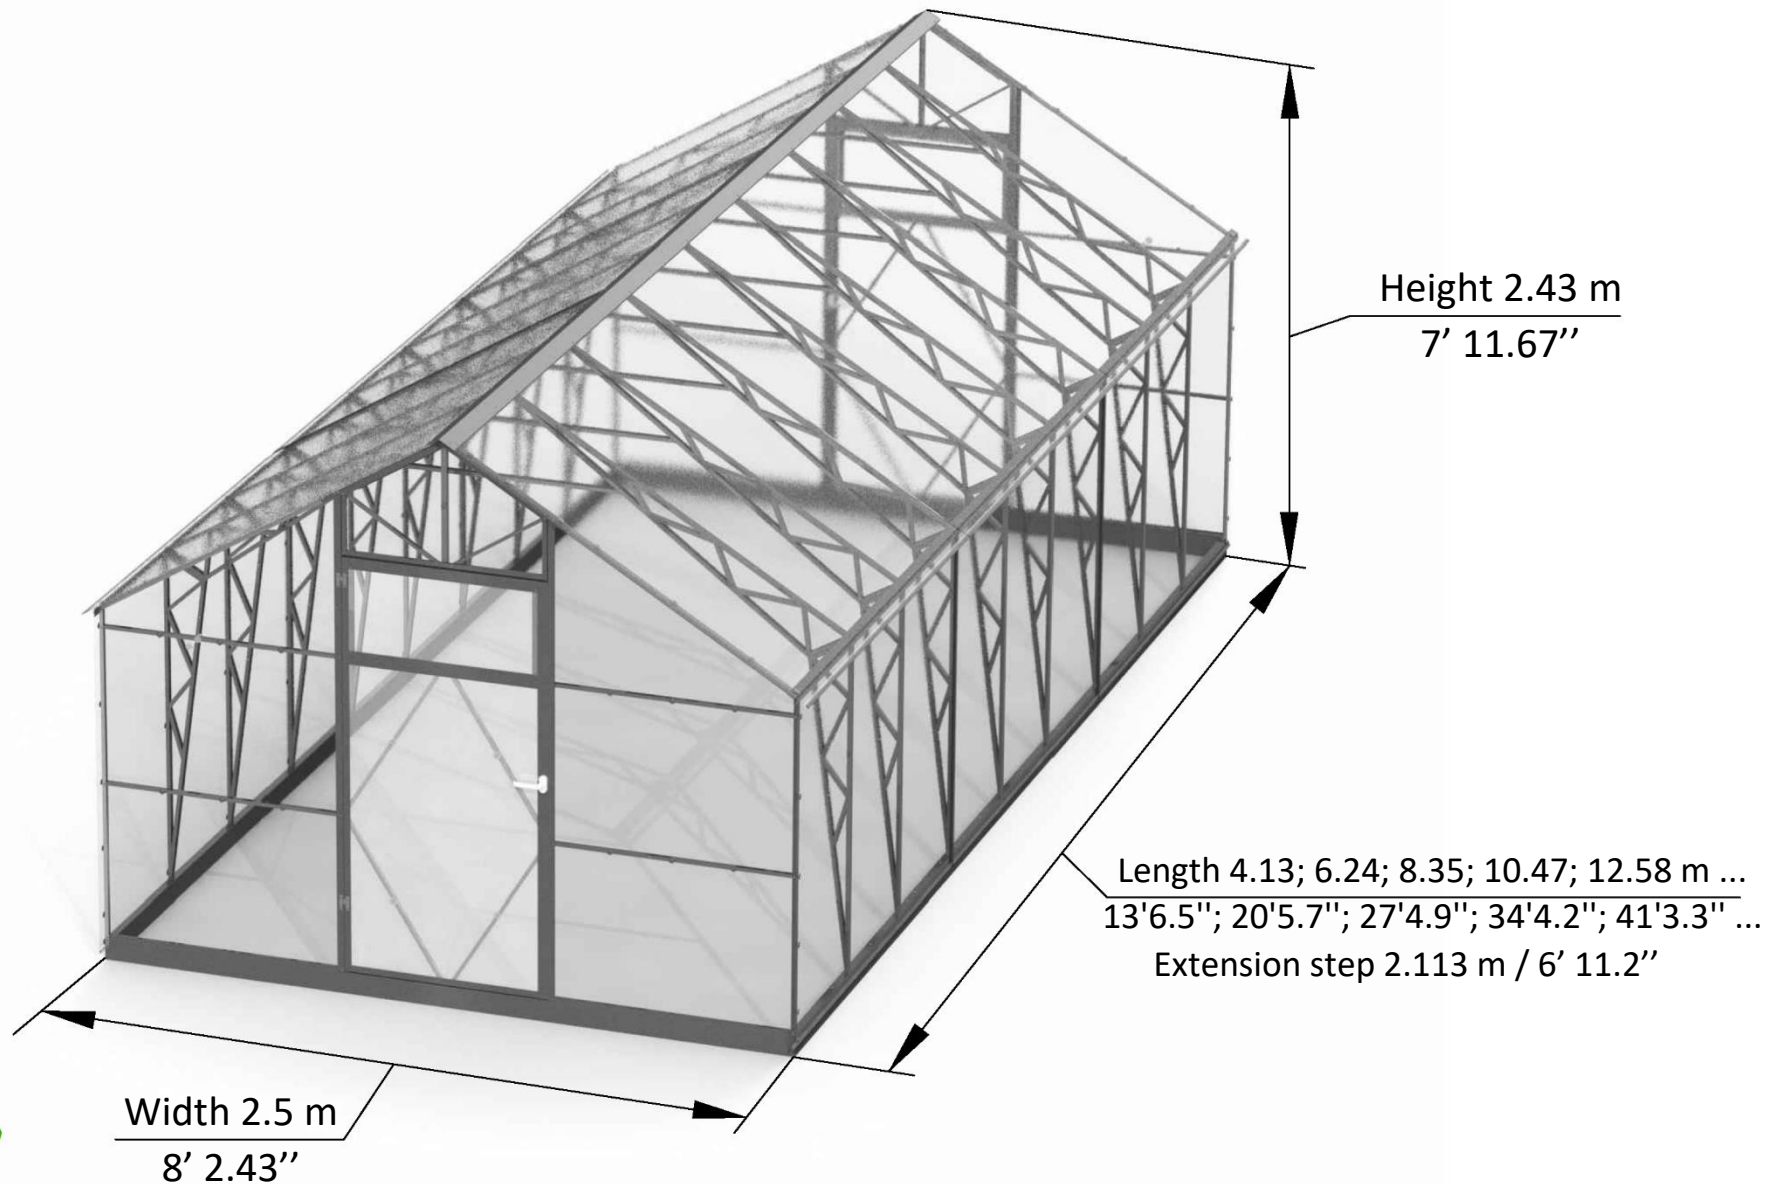 Height 2.43 m
7’ 11.67’’
Length 4.13; 6.24; 8.35; 10.47; 12.58 m ...
13'6.5''; 20'5.7''; 27'4.9''; 34'4.2''; 41'3.3'' ...
Extension step 2.113 m / 6’ 11.2’’
Width 2.5 m
8’ 2.43’’